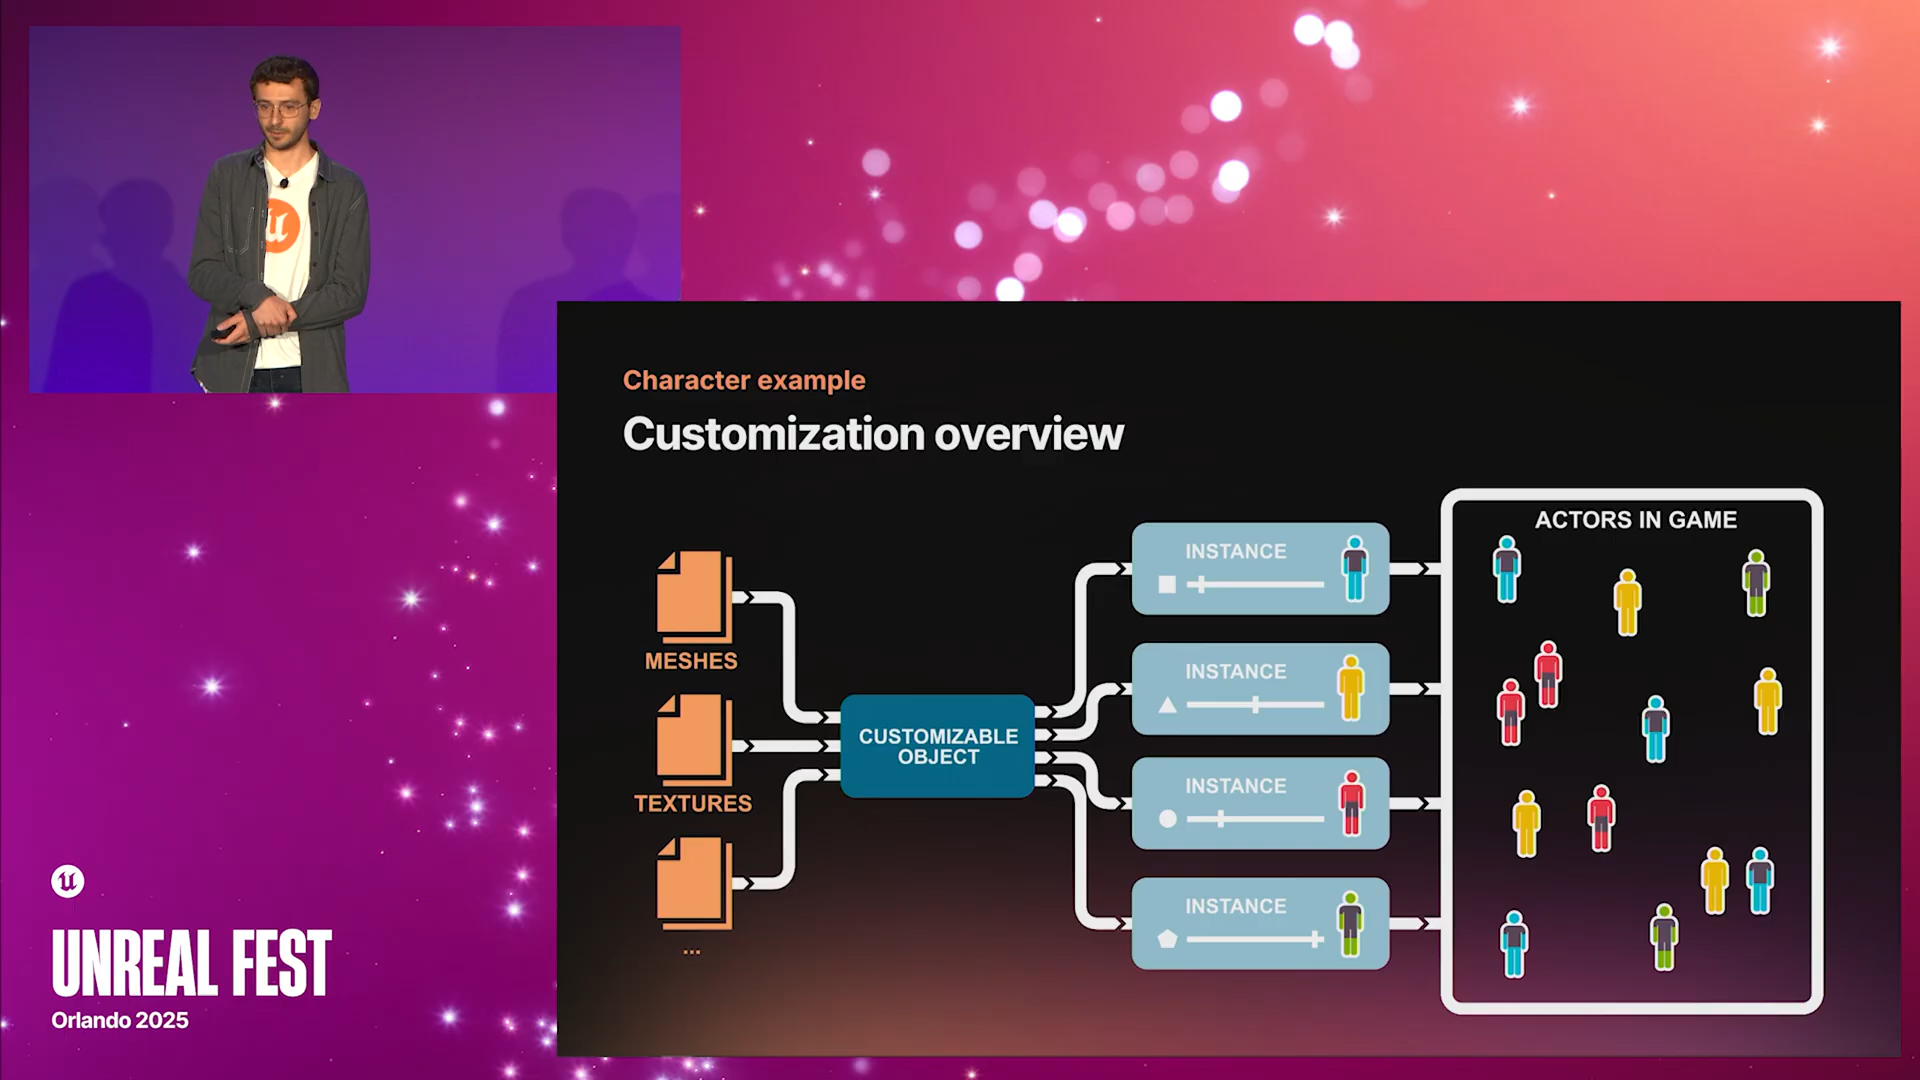 Character example
Customization overview
MESHES
TEXTURES
...
CUSTOMIZABLE
OBJECT
INSTANCE
INSTANCE
INSTANCE
INSTANCE
ACTORS IN GAME
UNREAL FEST
Orlando 2025